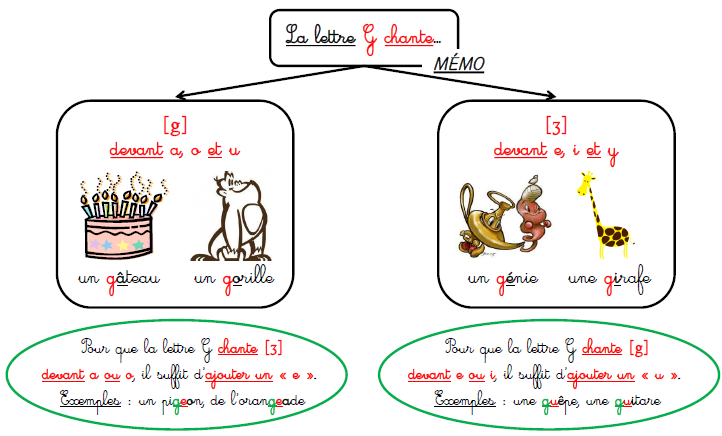 La lettre G chante...
MÉMO
[g]
devant a, o et u
un gâteau
un gorille
[ʒ]
devant e, i et y
un génie
une girafe
Pour que la lettre G chante [ʒ]
devant a ou o, il suffit d'ajouter un « e ».
Exemples : un pigeon, de l'orangeade
Pour que la lettre G chante [g]
devant e ou i, il suffit d'ajouter un « u ».
Exemples : une guêpe, une guitare